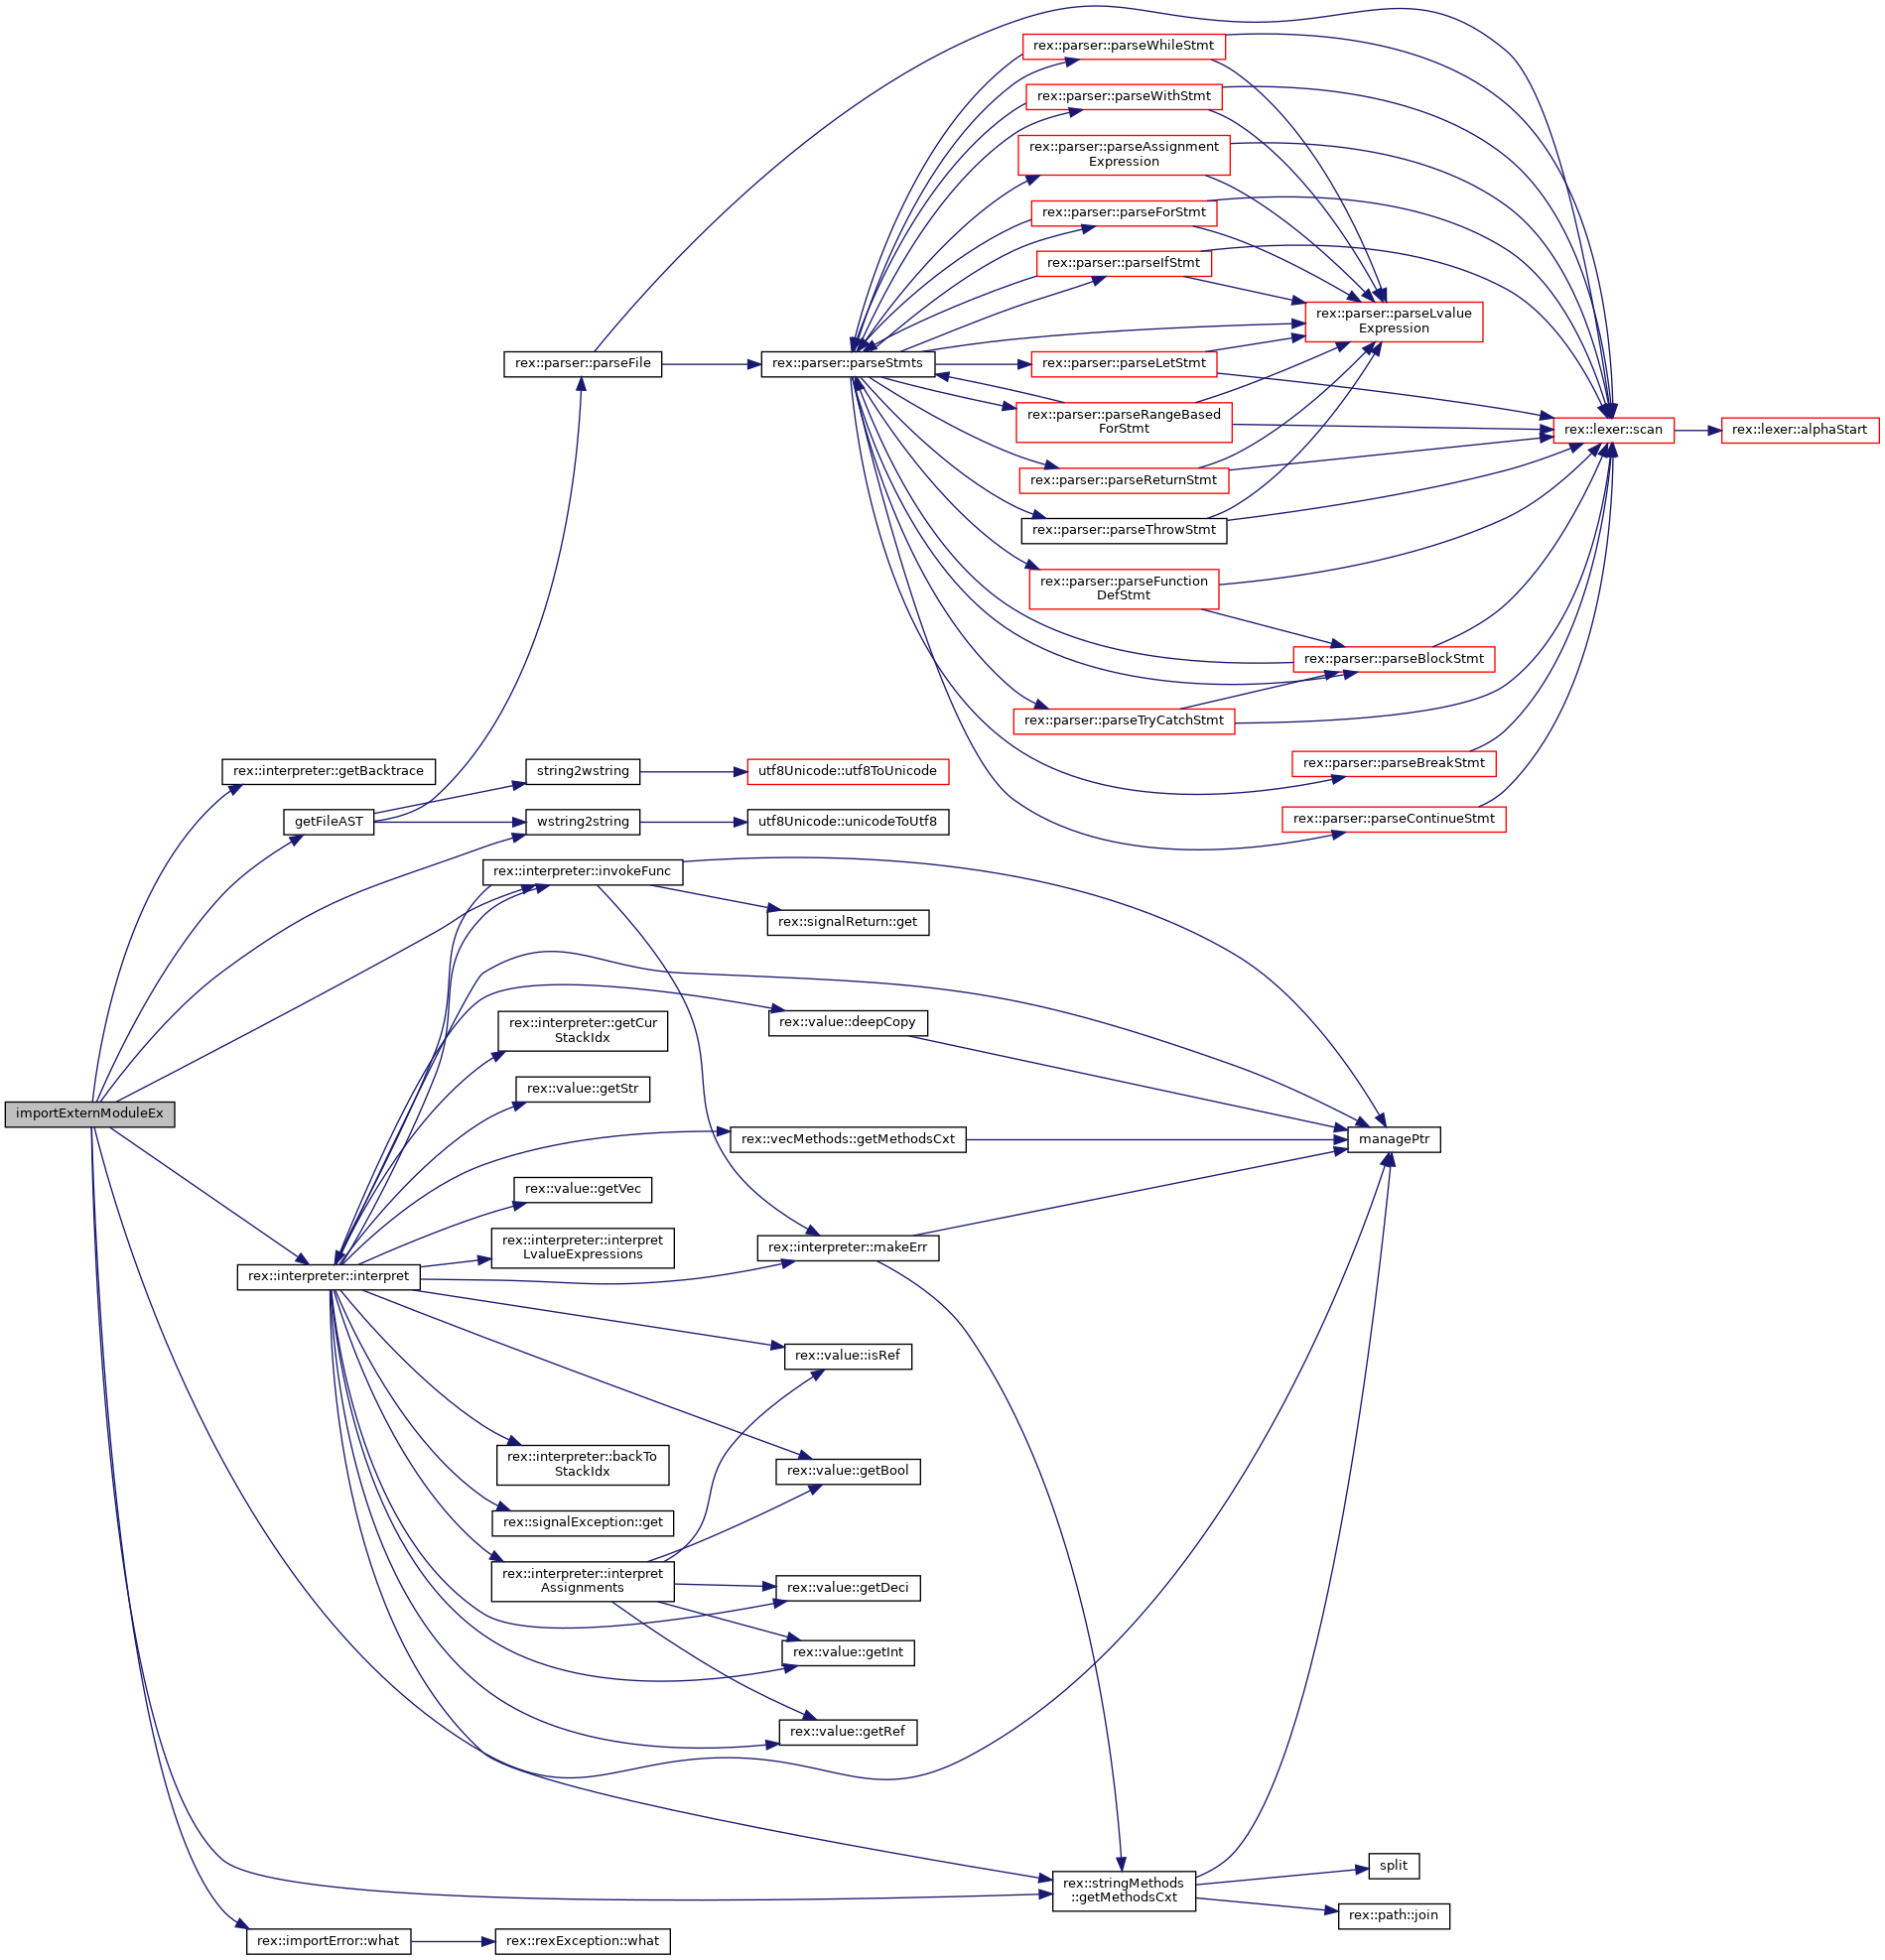 rex::parser::parseWhileStmt
rex::parser::parseWithStmt
rex::parser::parseAssignment
Expression
rex::parser::parseForStmt
rex::parser::parseIfStmt
rex::parser::parseLvalue
Expression
rex::parser::parseFile
rex::parser::parseStmts
rex::parser::parseLetStmt
rex::parser::parseRangeBased
ForStmt
rex::lexer::scan
rex::lexer::alphaStart
rex::parser::parseReturnStmt
rex::parser::parseThrowStmt
rex::parser::parseFunction
DefStmt
rex::parser::parseBlockStmt
rex::parser::parseTryCatchStmt
rex::parser::parseBreakStmt
rex::interpreter::getBacktrace
string2wstring
utf8Unicode::utf8ToUnicode
getFileAST
wstring2string
utf8Unicode::unicodeToUtf8
rex::parser::parseContinueStmt
rex::interpreter::invokeFunc
rex::signalReturn::get
rex::interpreter::getCur
StackIdx
rex::value::deepCopy
rex::value::getStr
importExternModuleEx
rex::vecMethods::getMethodsCxt
managePtr
rex::value::getVec
rex::interpreter::interpret
LvalueExpressions
rex::interpreter::makeErr
rex::interpreter::interpret
rex::value::isRef
rex::interpreter::backTo
StackIdx
rex::value::getBool
rex::signalException::get
rex::interpreter::interpret
Assignments
rex::value::getDeci
rex::value::getInt
rex::value::getRef
split
rex::stringMethods
::getMethodsCxt
rex::path::join
rex::importError::what
rex::rexException::what